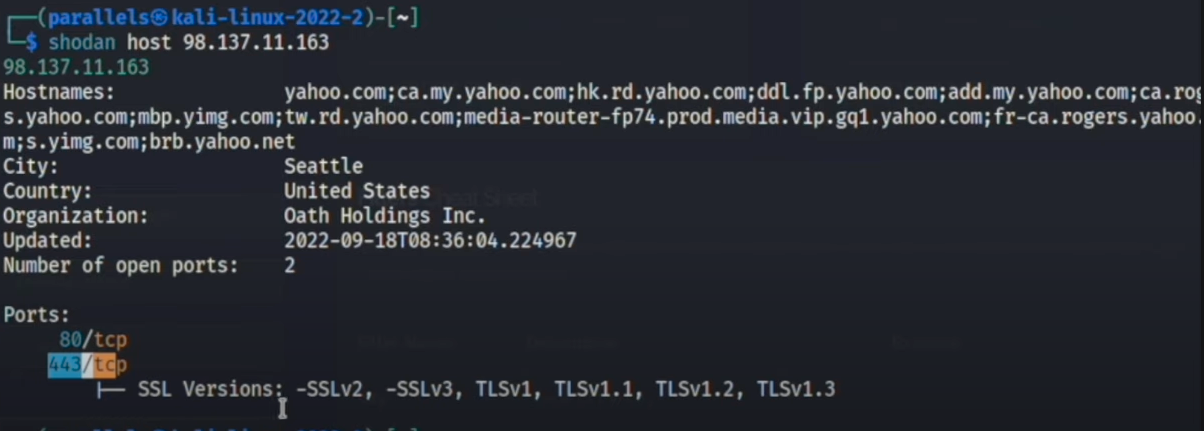 ┌──(parallels㉿kali-linux-2022-2)-[~]
└─$ shodan host 98.137.11.163
98.137.11.163
Hostnames: yahoo.com;ca.my.yahoo.com;hk.rd.yahoo.com;ddl.fp.yahoo.com;add.my.yahoo.com;ca.rog
s.yahoo.com;mbp.yimg.com;tw.rd.yahoo.com;media-router-fp74.prod.media.vip.gq1.yahoo.com;fr-ca.rogers.yahoo.
m;s.yimg.com;brb.yahoo.net
City: Seattle
Country: United States
Organization: Oath Holdings Inc.
Updated: 2022-09-18T08:36:04.224967
Number of open ports: 2
Ports:
80/tcp
443/tcp
├── SSL Versions: -SSLv2, -SSLv3, TLSv1, TLSv1.1, TLSv1.2, TLSv1.3